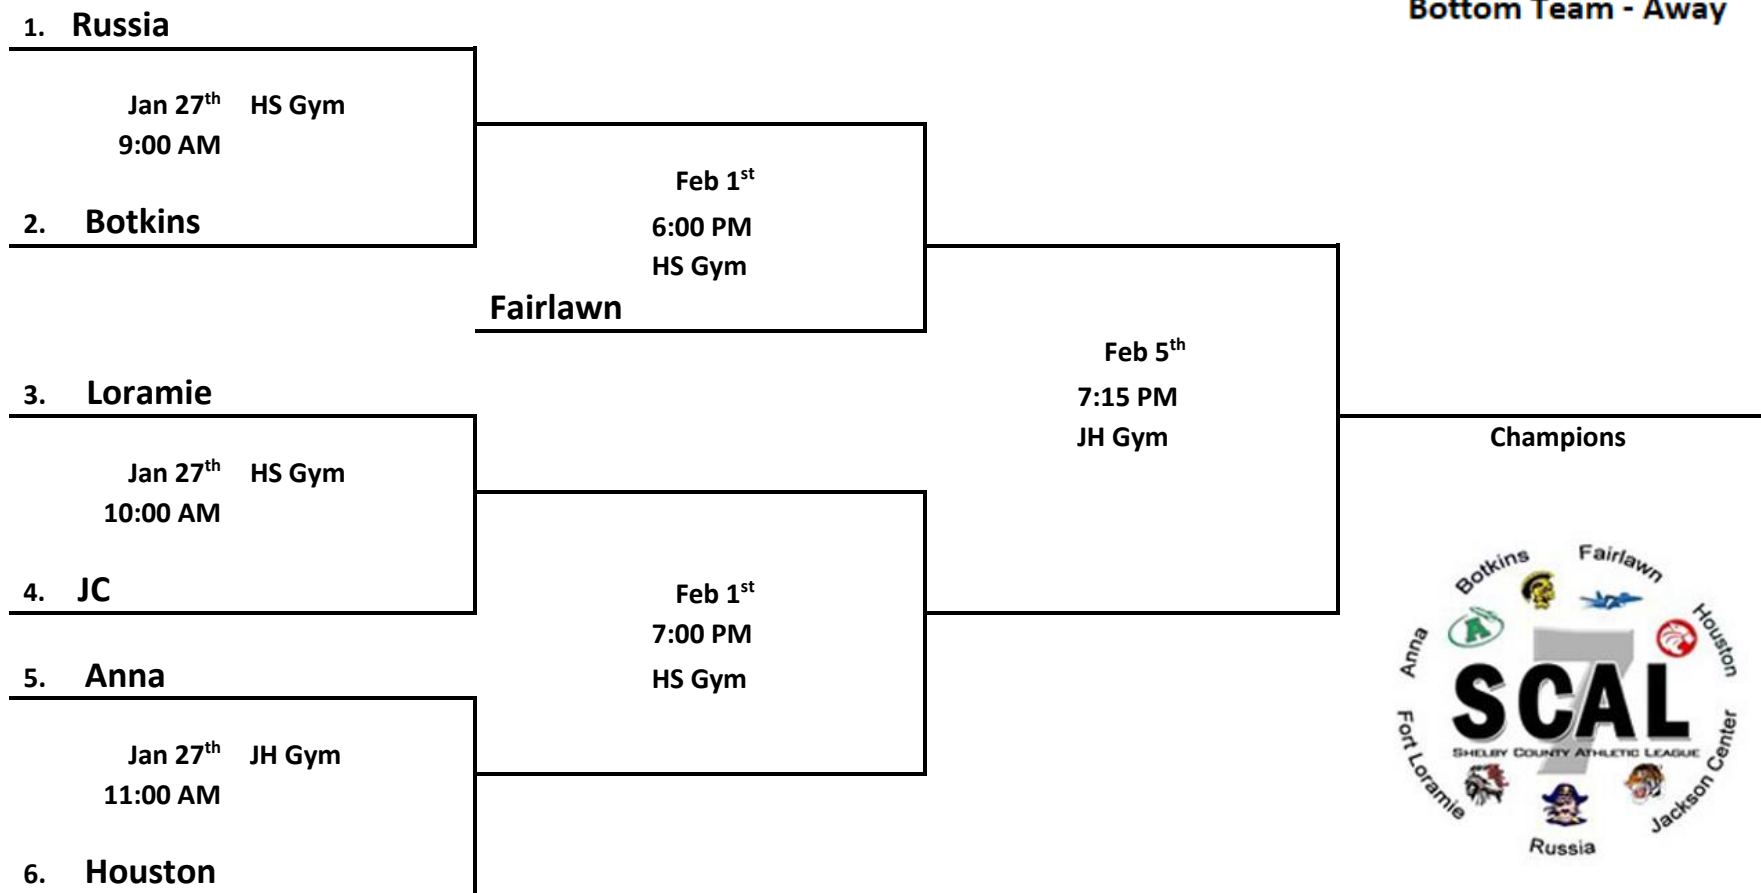 Bottom Team - Away
1. Russia
Jan 27th HS Gym
9:00 AM
2. Botkins
Feb 1st
6:00 PM
HS Gym
Fairlawn
3. Loramie
Jan 27th HS Gym
10:00 AM
4. JC
Feb 5th
7:15 PM
JH Gym
Champions
Feb 1st
7:00 PM
HS Gym
5. Anna
Jan 27th JH Gym
11:00 AM
6. Houston
Botkins
Fairlawn
Anna
A
Houston
7
SCAL
SHELBY COUNTY ATHLETIC LEAGUE
Fort Loramie
Jackson Center
Russia